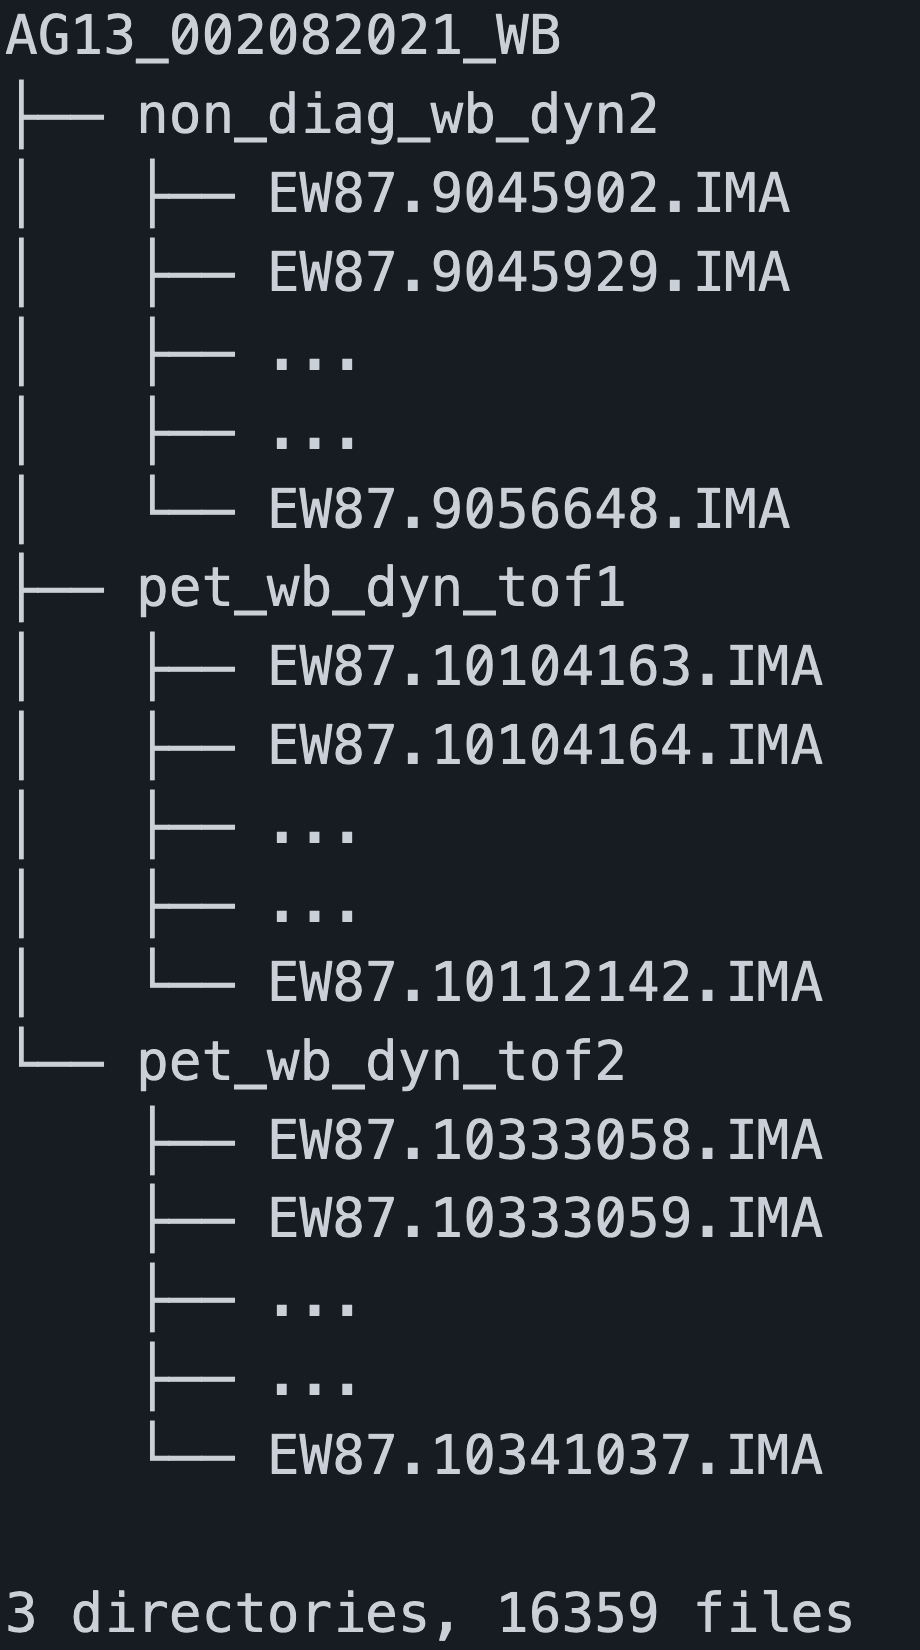 AG13_002082021_WB
├── non_diag_wb_dyn2
│   ├── EW87.9045902.IMA
│   ├── EW87.9045929.IMA
│   ├── ...
│   ├── ...
│   └── EW87.9056648.IMA
├── pet_wb_dyn_tof1
│   ├── EW87.10104163.IMA
│   ├── EW87.10104164.IMA
│   ├── ...
│   ├── ...
│   └── EW87.10112142.IMA
└── pet_wb_dyn_tof2
    ├── EW87.10333058.IMA
    ├── EW87.10333059.IMA
    ├── ...
    ├── ...
    └── EW87.10341037.IMA
3 directories, 16359 files